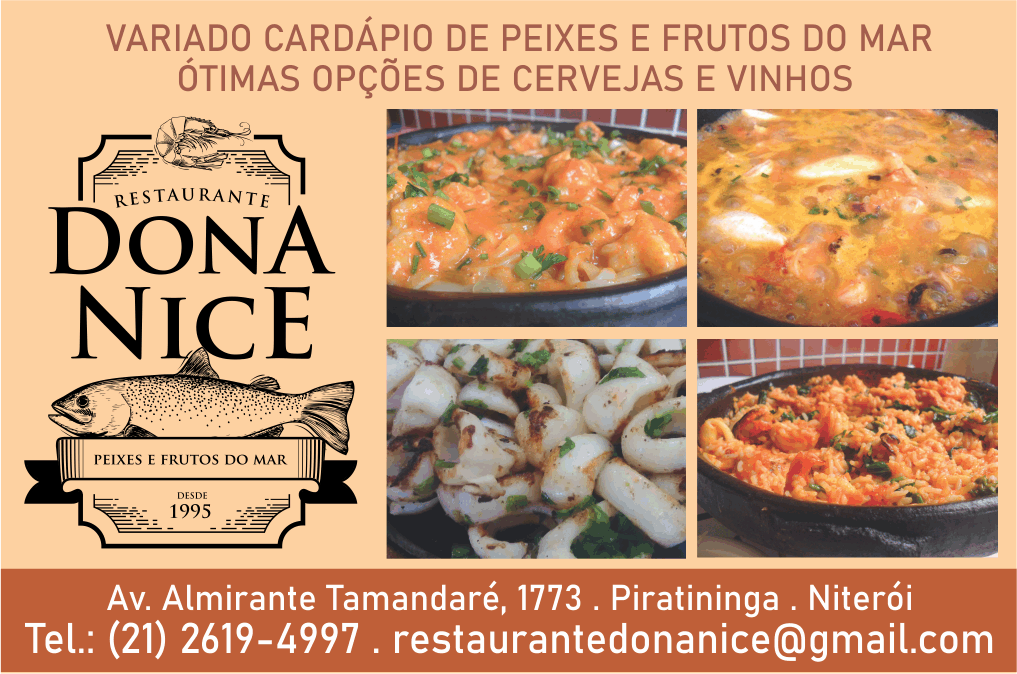 VARIADO CARDÁPIO DE PEIXES E FRUTOS DO MAR
ÓTIMAS OPÇÕES DE CERVEJAS E VINHOS
RESTAURANTE
DONA
NICE
PEIXES E FRUTOS DO MAR
DESDE
1995
Av. Almirante Tamandaré, 1773 . Piratininga . Niterói
Tel.: (21) 2619-4997 . restaurantedonanice@gmail.com